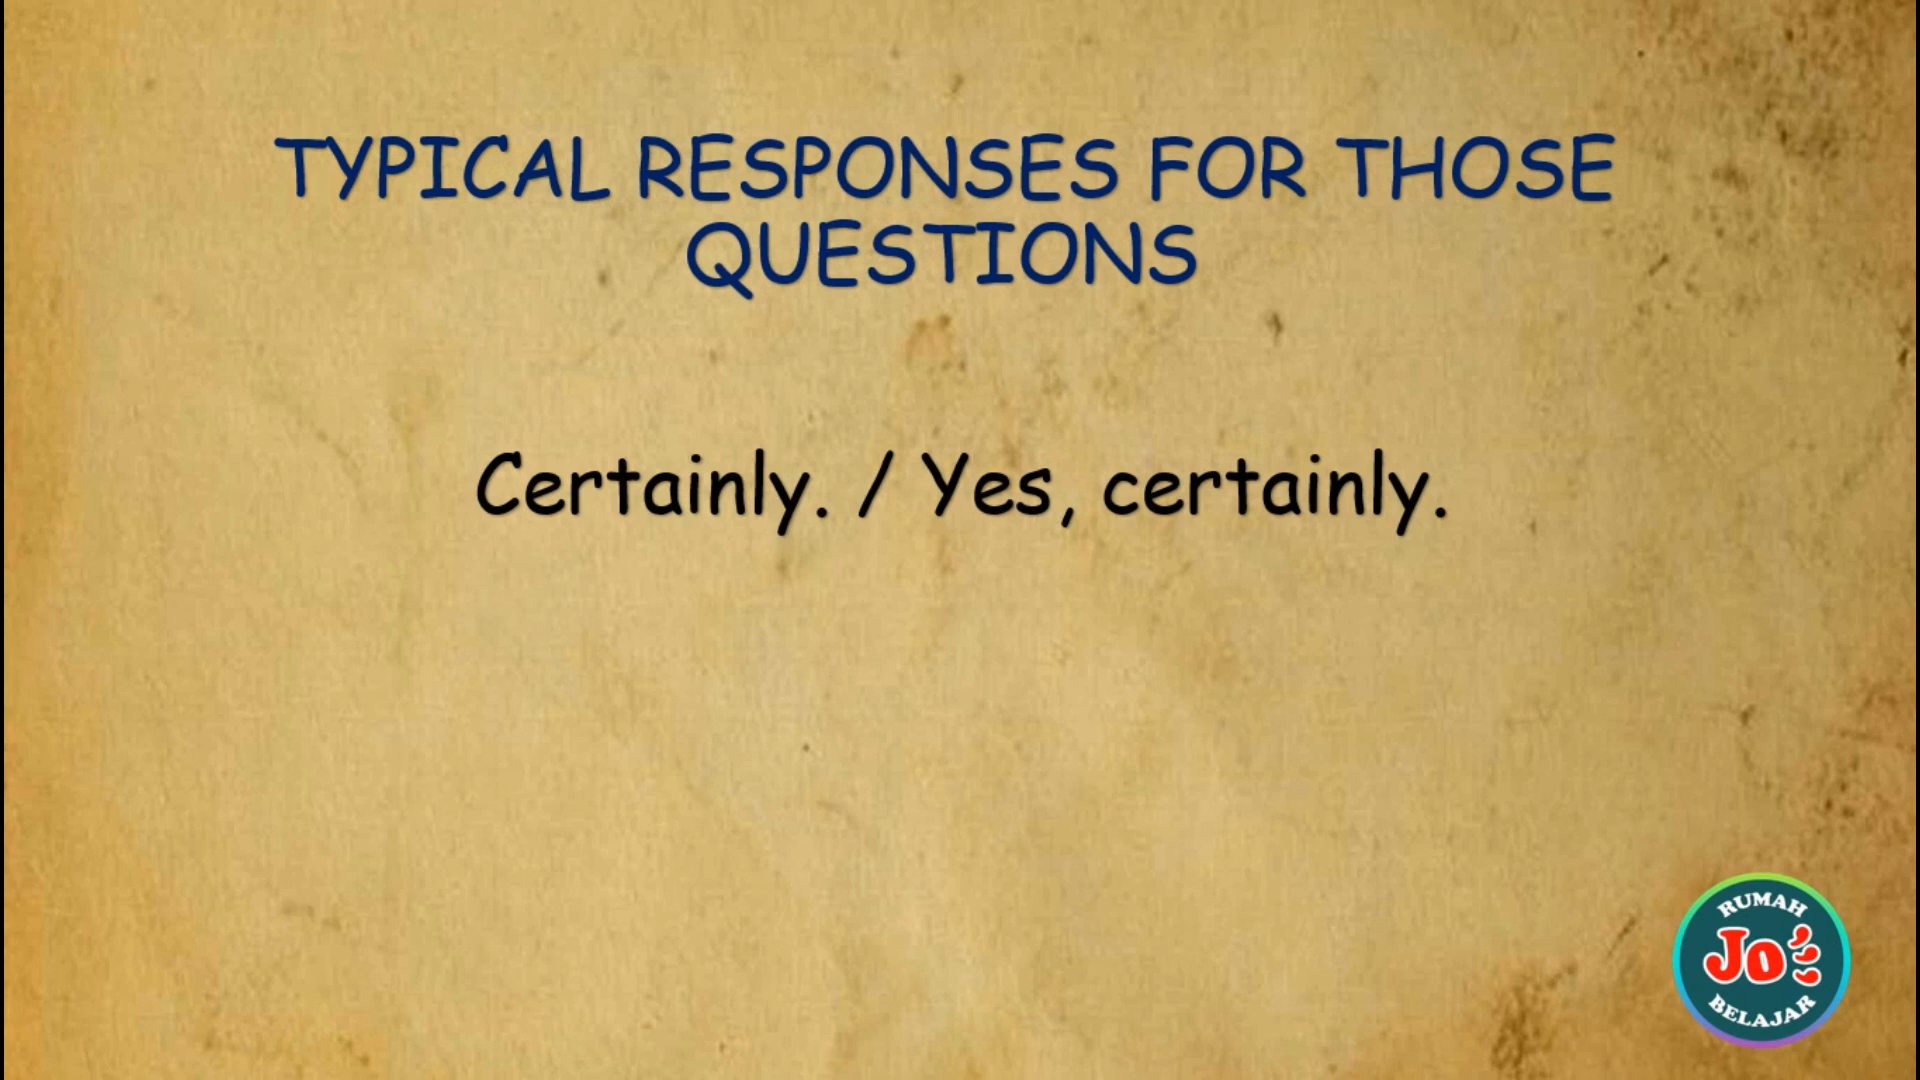 TYPICAL RESPONSES FOR THOSE
QUESTIONS
Certainly. / Yes, certainly.
RUMAH
Jo
BELAJAR